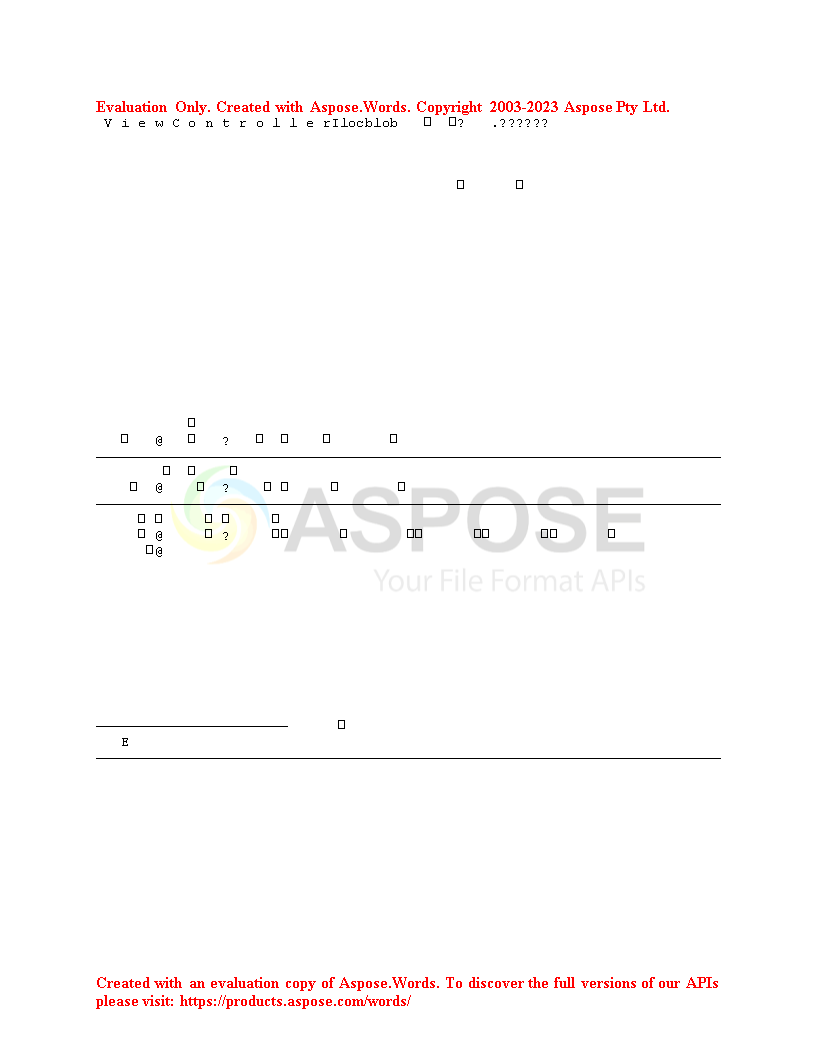 Evaluation Only. Created with Aspose.Words. Copyright 2003-2023 Aspose Pty Ltd.
V i e w C o n t r o l l e rIlocblob □ □? .??????
□ □
□
□ @ □ ? □ □ □ □
□ □ □
□ @ □ ? □ □ □ □
□ □ □ □ □
□ @ □ ? □□ □ □□ □□ □□ □
□@
ASPOSE
Your File Format APIs
□
E
Created with an evaluation copy of Aspose.Words. To discover the full versions of our APIs
please visit: https://products.aspose.com/words/